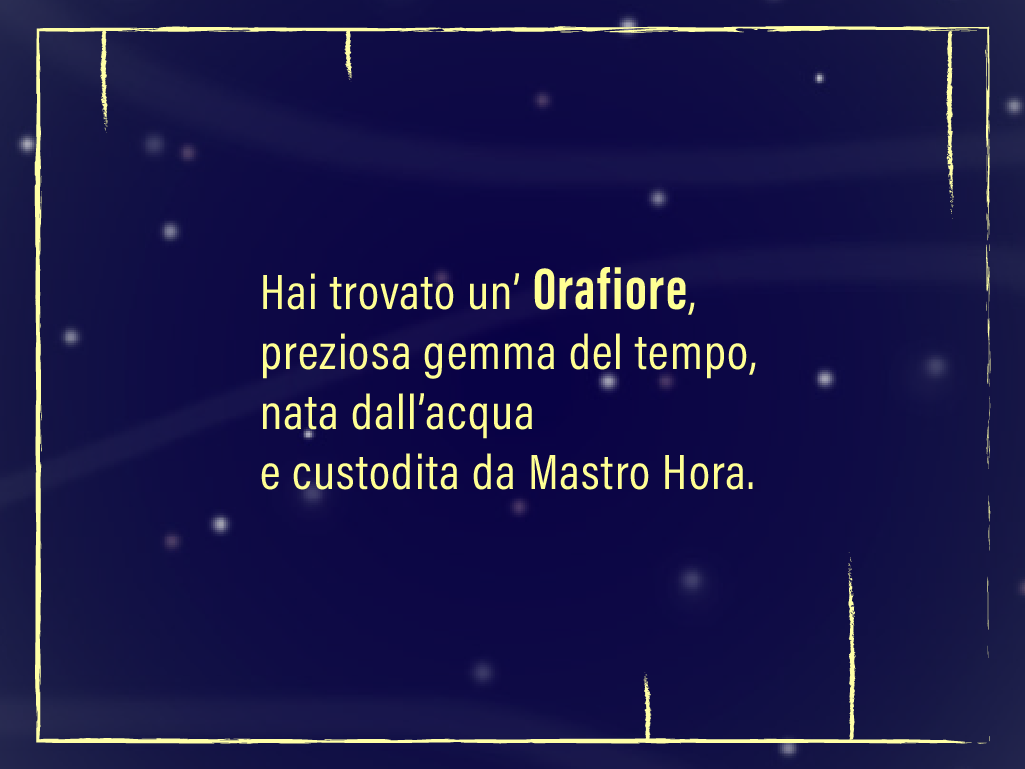 Hai trovato un’ Orafiore,
preziosa gemma del tempo,
nata dall’acqua
e custodita da Mastro Hora.